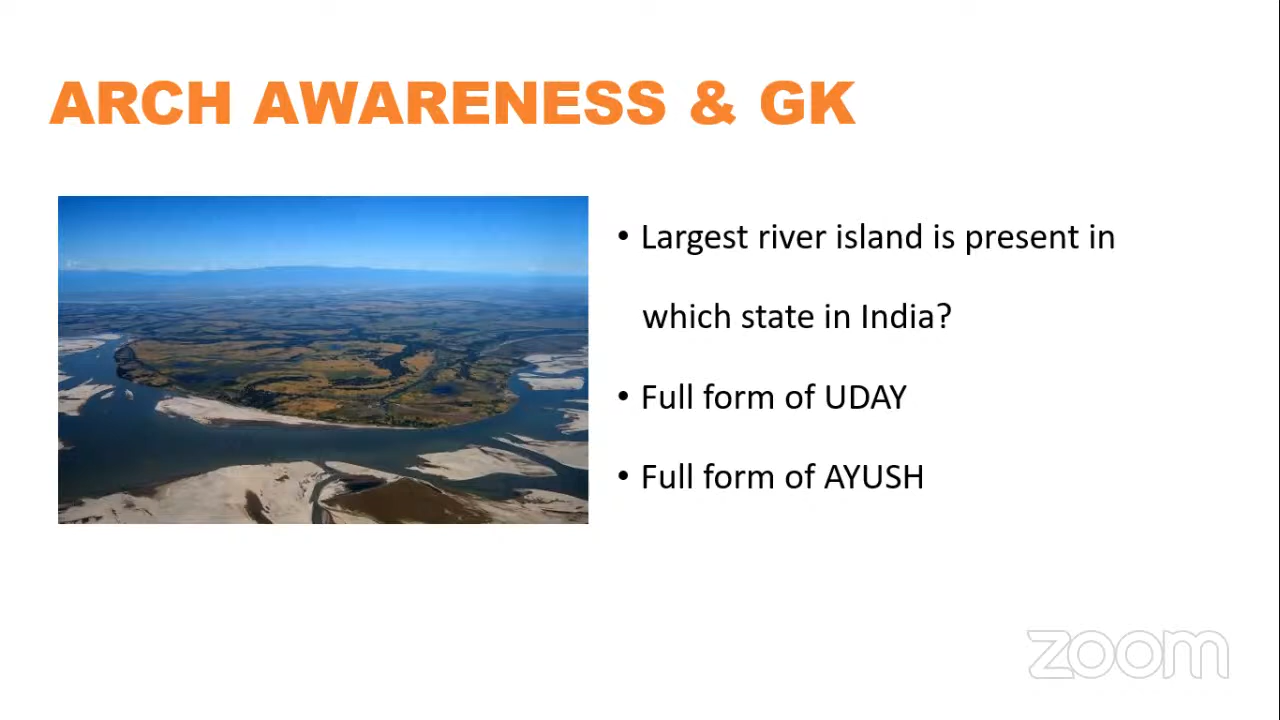 ARCH AWARENESS & GK
• Largest river island is present in
which state in India?
• Full form of UDAY
• Full form of AYUSH
zoom